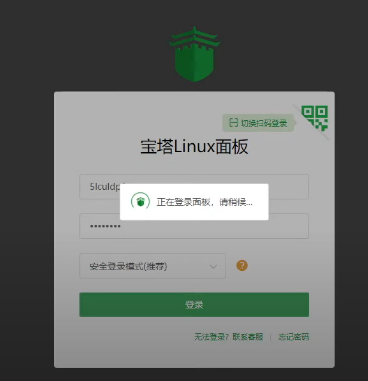 切换扫码登录
宝塔Linux面板
正在登录面板，请稍候...
••••••••
安全登录模式(推荐)
?
登录
无法登录? 联系客服 | 忘记密码